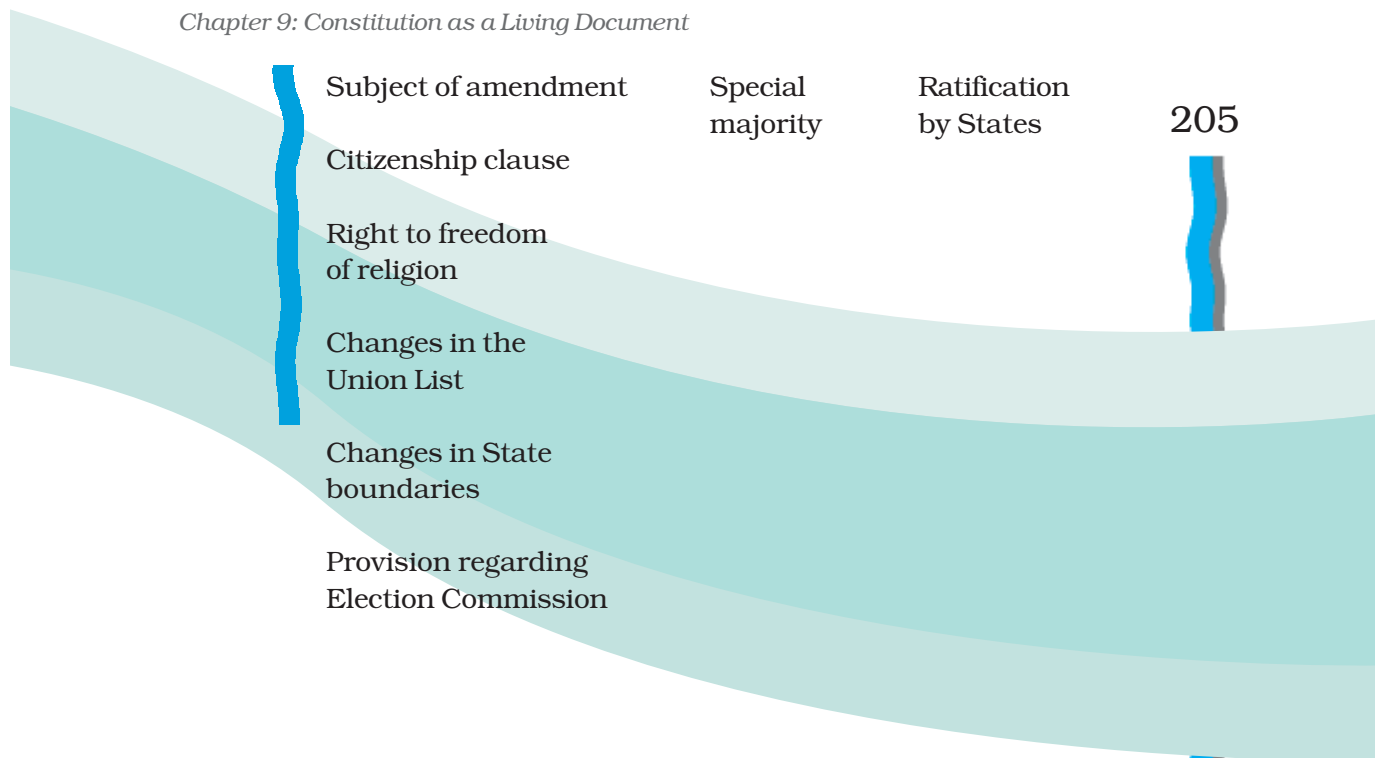 Chapter 9: Constitution as a Living Document
Subject of amendment Special Ratification
majority by States 205
Citizenship clause
Right to freedom
of religion
Changes in the
Union List
Changes in State
boundaries
Provision regarding
Election Commission